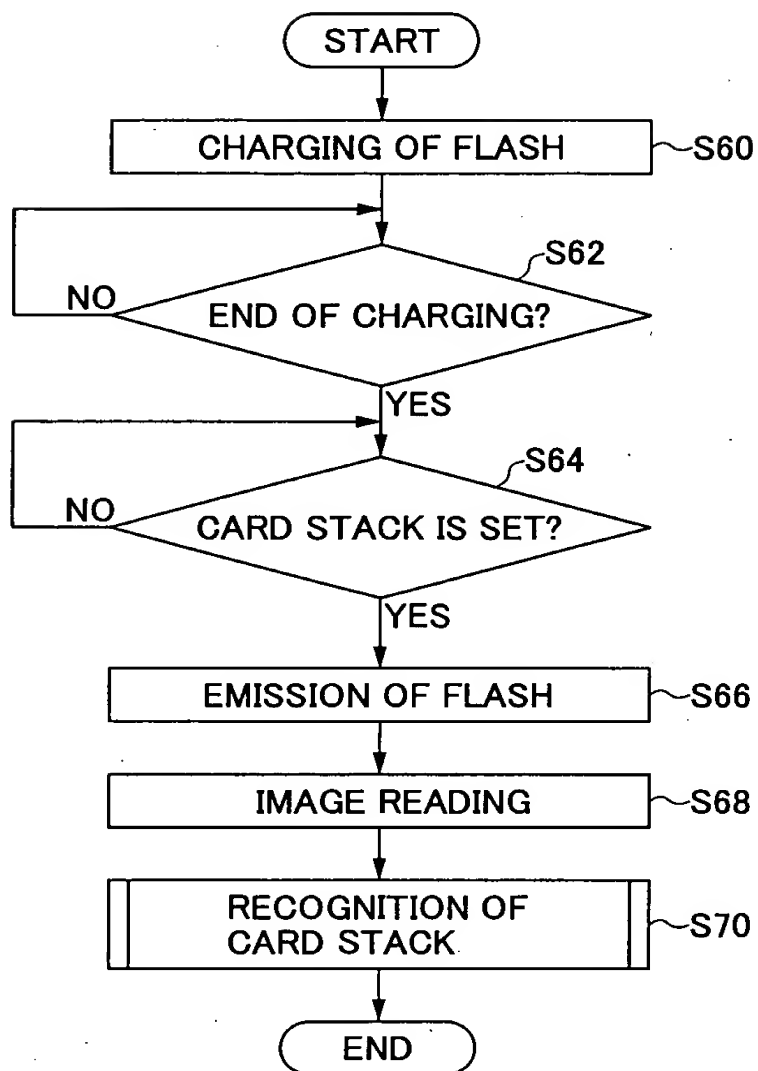 START
CHARGING OF FLASH
S60
S62
NO
END OF CHARGING?
YES
S64
NO
CARD STACK IS SET?
YES
EMISSION OF FLASH
S66
IMAGE READING
S68
RECOGNITION OF
CARD STACK
S70
END